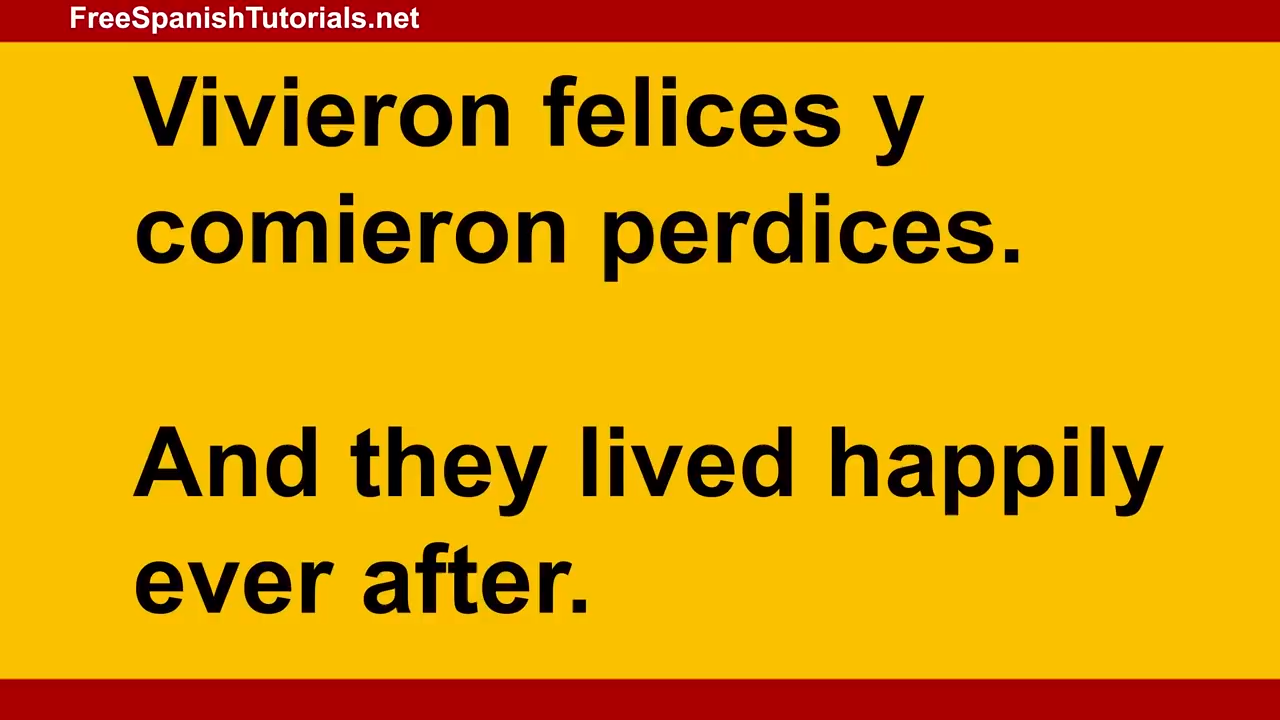 FreeSpanishTutorials.net
Vivieron felices y
comieron perdices.
And they lived happily
ever after.